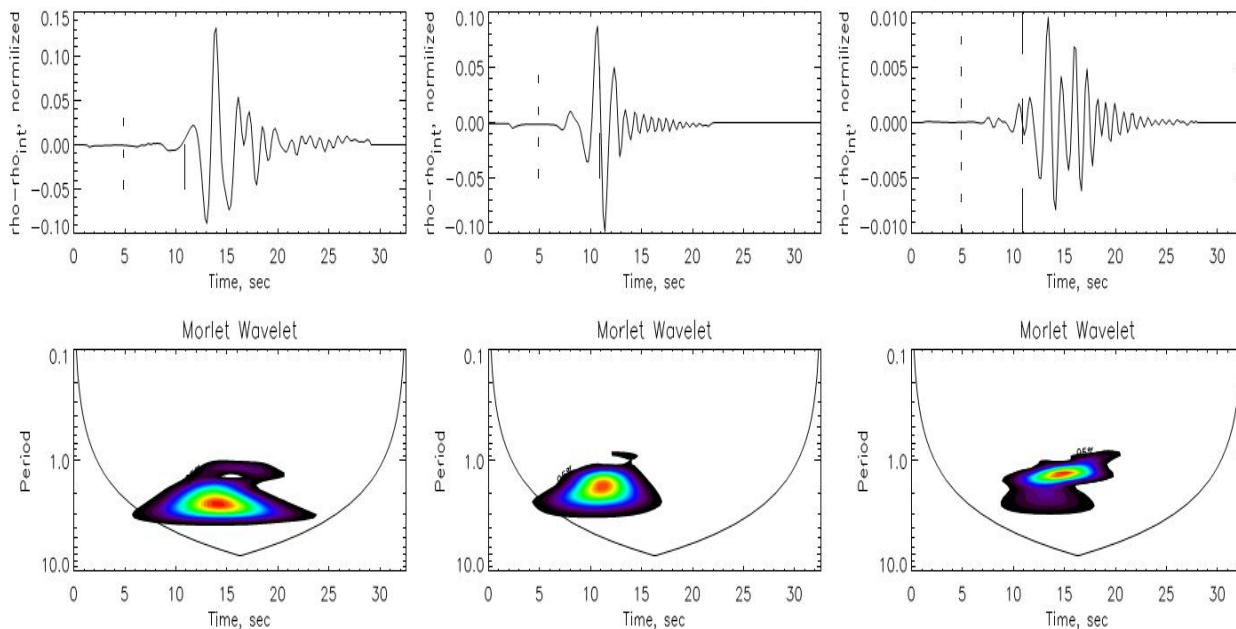 rho-rho_int, normilized
0.15
0.10
0.05
0.00
-0.05
-0.10
0 5 10 15 20 25 30
Time, sec
rho-rho_int, normilized
0.10
0.05
0.00
-0.05
-0.10
0 5 10 15 20 25 30
Time, sec
rho-rho_int, normilized
0.010
0.005
0.000
-0.005
-0.010
0 5 10 15 20 25 30
Time, sec
Morlet Wavelet
Period
0.1
1.0
10.0
0 5 10 15 20 25 30
Time, sec
Morlet Wavelet
Period
0.1
1.0
10.0
.95%
0 5 10 15 20 25 30
Time, sec
Morlet Wavelet
Period
0.1
1.0
10.0
.95%
0 5 10 15 20 25 30
Time, sec